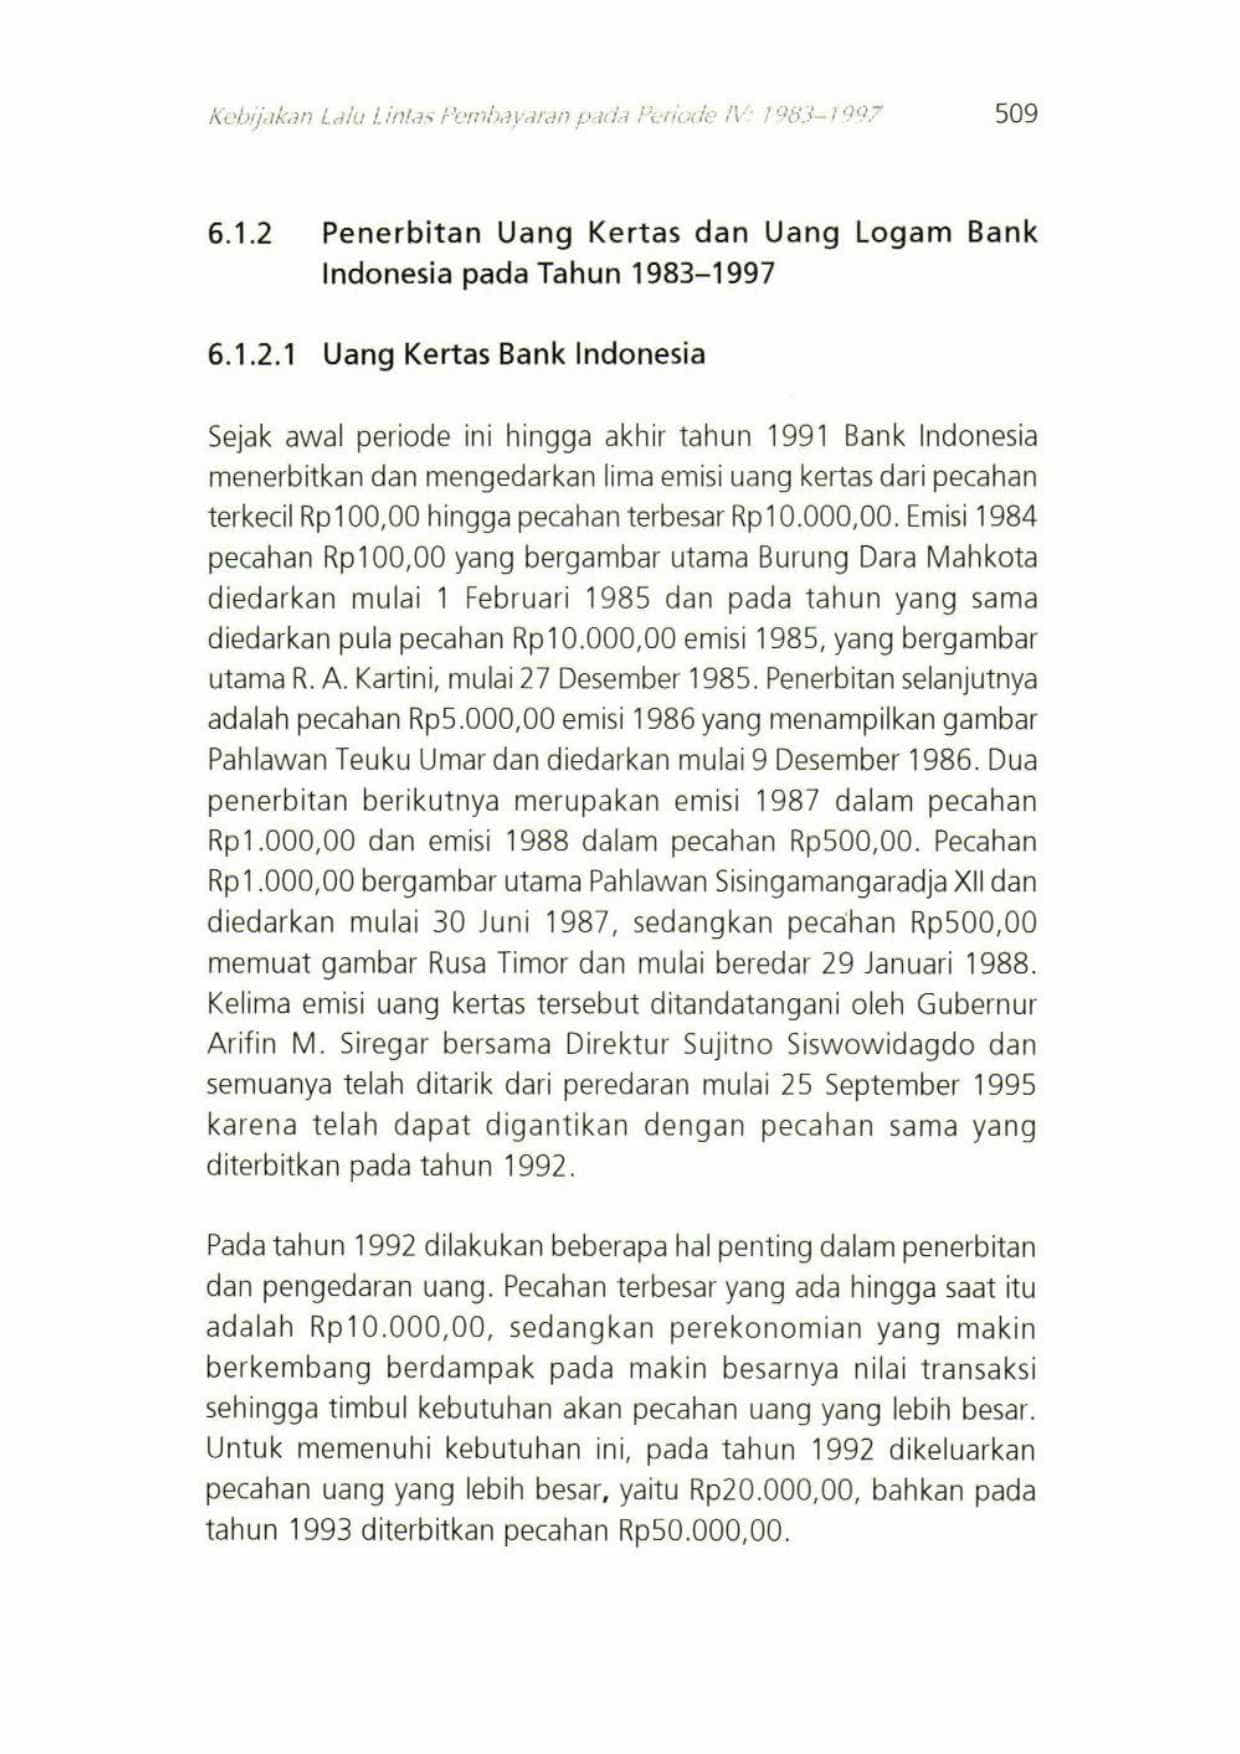 Kebijakan Lalu Lintas Pembayaran pada Periode IV: 1983–1997 509
6.1.2 Penerbitan Uang Kertas dan Uang Logam Bank
Indonesia pada Tahun 1983–1997
6.1.2.1 Uang Kertas Bank Indonesia
Sejak awal periode ini hingga akhir tahun 1991 Bank Indonesia
menerbitkan dan mengedarkan lima emisi uang kertas dari pecahan
terkecil Rp100,00 hingga pecahan terbesar Rp10.000,00. Emisi 1984
pecahan Rp100,00 yang bergambar utama Burung Dara Mahkota
diedarkan mulai 1 Februari 1985 dan pada tahun yang sama
diedarkan pula pecahan Rp10.000,00 emisi 1985, yang bergambar
utama R. A. Kartini, mulai 27 Desember 1985. Penerbitan selanjutnya
adalah pecahan Rp5.000,00 emisi 1986 yang menampilkan gambar
Pahlawan Teuku Umar dan diedarkan mulai 9 Desember 1986. Dua
penerbitan berikutnya merupakan emisi 1987 dalam pecahan
Rp1.000,00 dan emisi 1988 dalam pecahan Rp500,00. Pecahan
Rp1.000,00 bergambar utama Pahlawan Sisingamangaradja XII dan
diedarkan mulai 30 Juni 1987, sedangkan pecahan Rp500,00
memuat gambar Rusa Timor dan mulai beredar 29 Januari 1988.
Kelima emisi uang kertas tersebut ditandatangani oleh Gubernur
Arifin M. Siregar bersama Direktur Sujitno Siswowidagdo dan
semuanya telah ditarik dari peredaran mulai 25 September 1995
karena telah dapat digantikan dengan pecahan sama yang
diterbitkan pada tahun 1992.
Pada tahun 1992 dilakukan beberapa hal penting dalam penerbitan
dan pengedaran uang. Pecahan terbesar yang ada hingga saat itu
adalah Rp10.000,00, sedangkan perekonomian yang makin
berkembang berdampak pada makin besarnya nilai transaksi
sehingga timbul kebutuhan akan pecahan uang yang lebih besar.
Untuk memenuhi kebutuhan ini, pada tahun 1992 dikeluarkan
pecahan uang yang lebih besar, yaitu Rp20.000,00, bahkan pada
tahun 1993 diterbitkan pecahan Rp50.000,00.